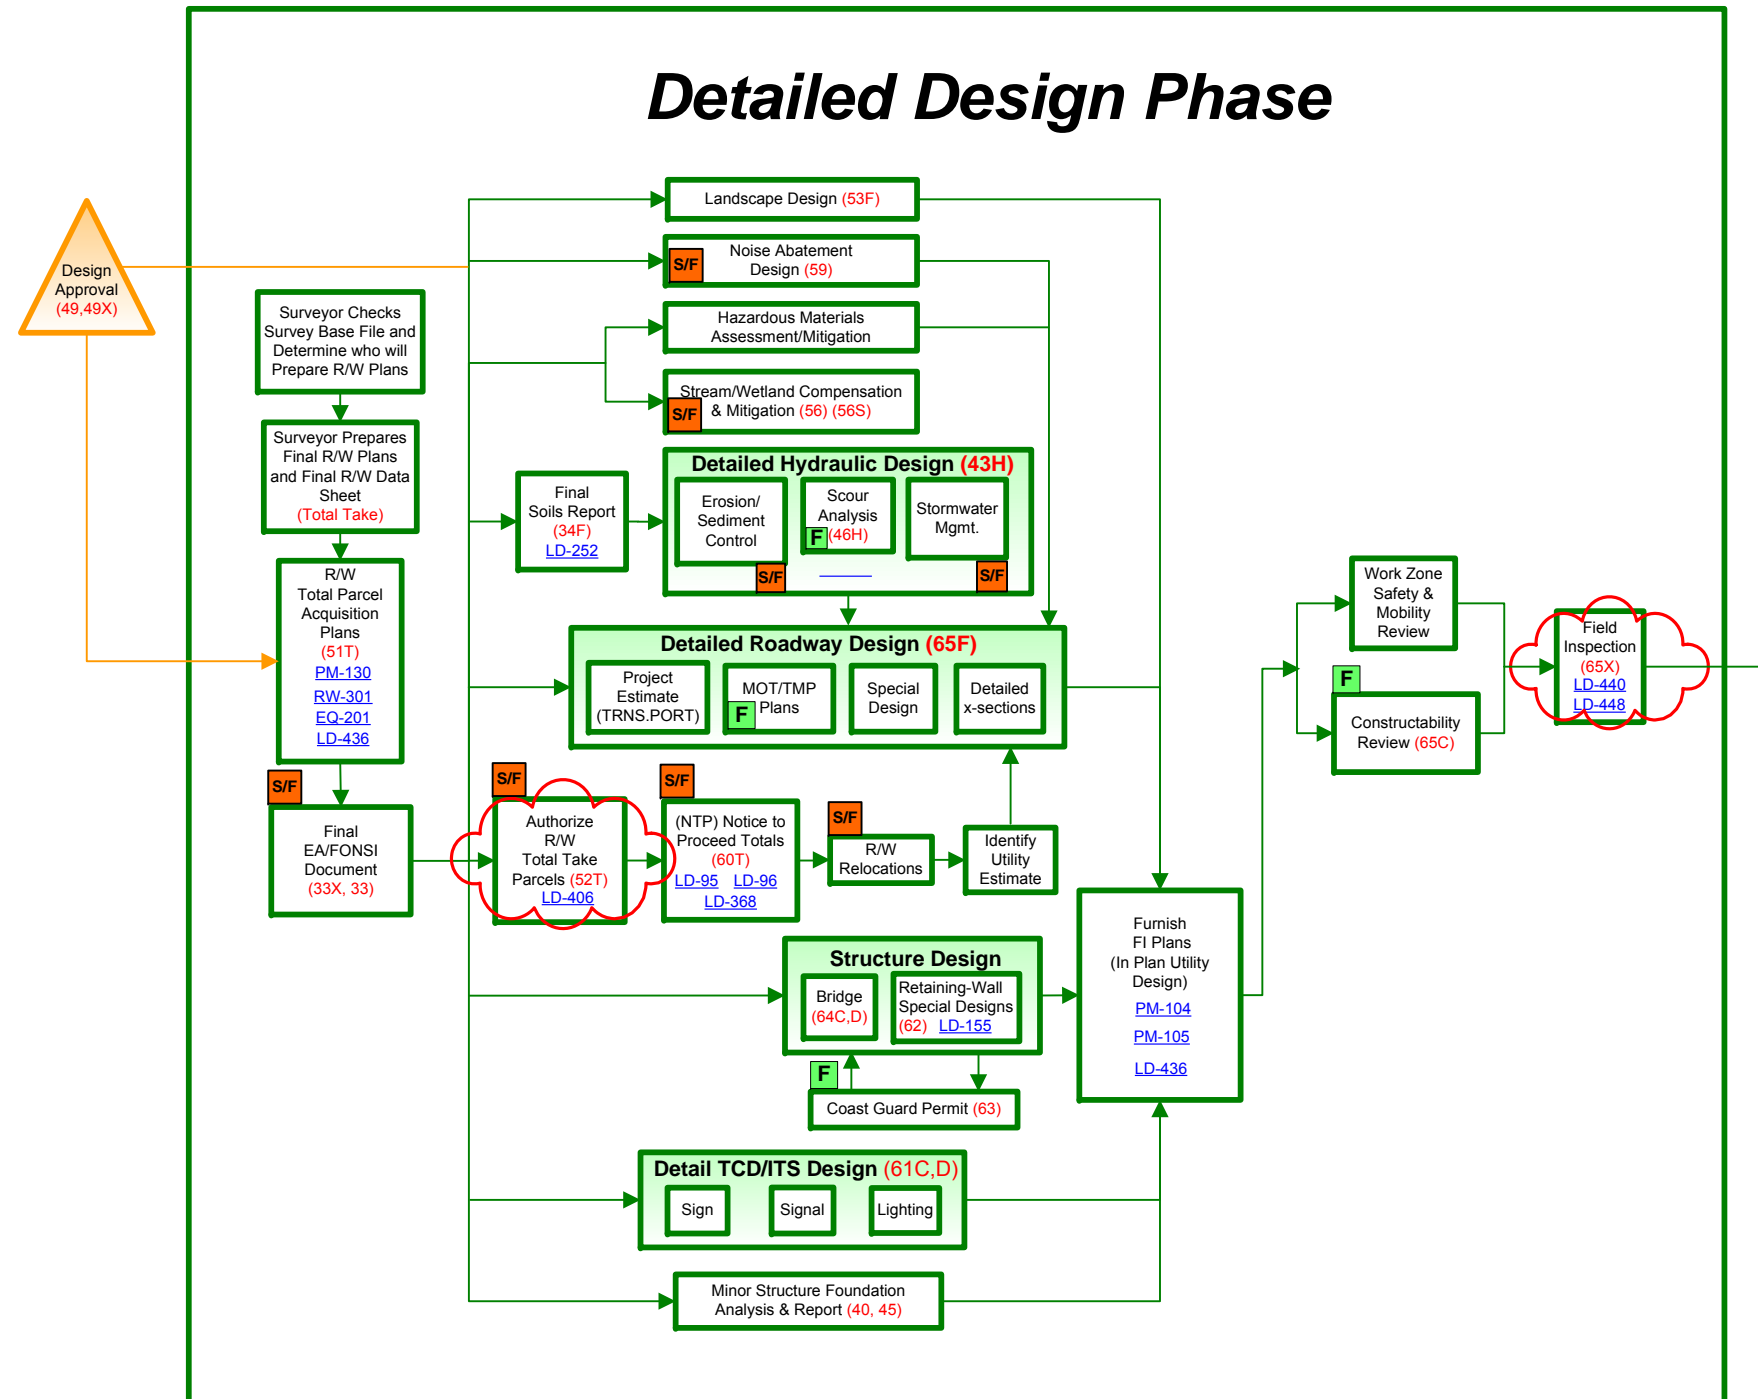 Detailed Design Phase
Design
Approval
(49,49X)
Surveyor Checks
Survey Base File and
Determine who will
Prepare R/W Plans
Surveyor Prepares
Final R/W Plans
and Final R/W Data
Sheet
(Total Take)
R/W
Total Parcel
Acquisition
Plans
(51T)
PM-130
RW-301
EQ-201
LD-436
S/F
Final
EA/FONSI
Document
(33X, 33)
Landscape Design (53F)
S/F
Noise Abatement
Design (59)
Hazardous Materials
Assessment/Mitigation
Stream/Wetland Compensation
& Mitigation (56) (56S)
S/F
Final
Soils Report
(34F)
LD-252
Detailed Hydraulic Design (43H)
Erosion/
Sediment
Control
S/F
Scour
Analysis
(46H)
F
Stormwater
Mgmt.
S/F
Detailed Roadway Design (65F)
Project
Estimate
(TRNS.PORT)
MOT/TMP
Plans
F
Special
Design
Detailed
x-sections
S/F
Authorize
R/W
Total Take
Parcels (52T)
LD-406
S/F
(NTP) Notice to
Proceed Totals
(60T)
LD-95 LD-96
LD-368
S/F
R/W
Relocations
Identify
Utility
Estimate
Structure Design
Bridge
(64C,D)
Retaining-Wall
Special Designs
(62) LD-155
F
Coast Guard Permit (63)
Detail TCD/ITS Design (61C,D)
Sign
Signal
Lighting
Minor Structure Foundation
Analysis & Report (40, 45)
Furnish
FI Plans
(In Plan Utility
Design)
PM-104
PM-105
LD-436
Work Zone
Safety &
Mobility
Review
F
Constructability
Review (65C)
Field
Inspection
(65X)
LD-440
LD-448